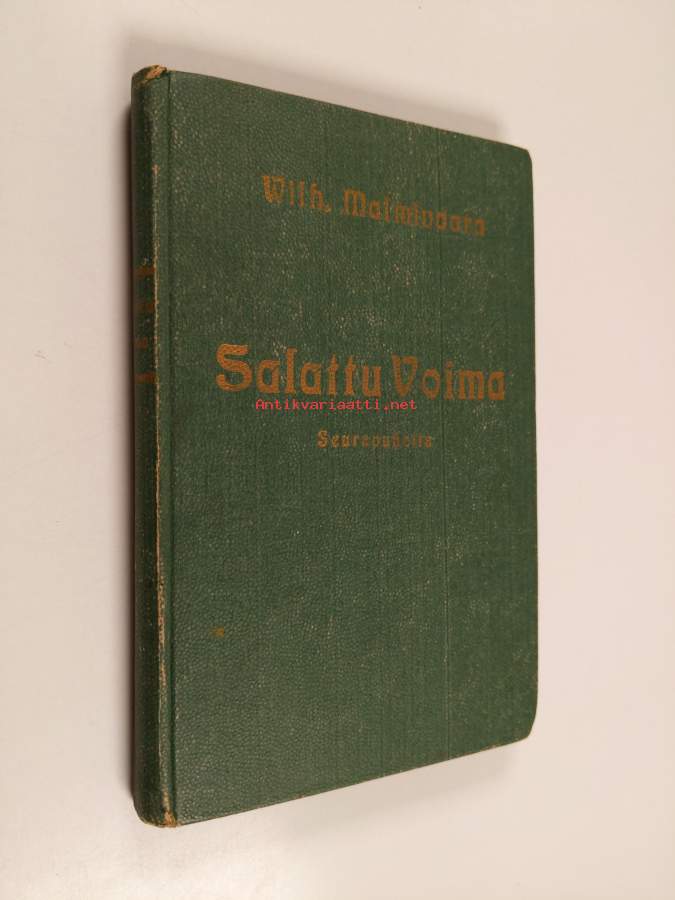 Wilh. Malmivaara
Salattu Voima
Antikvariaatti.net
Seurapuheita